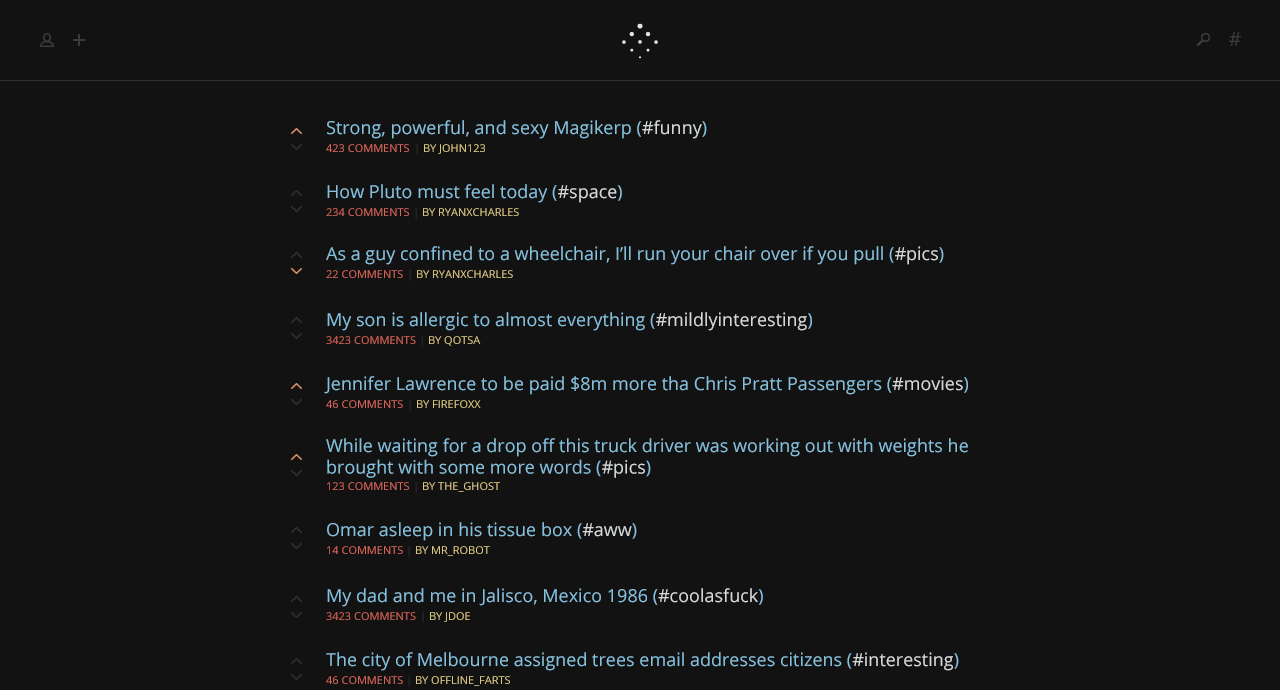 #
Strong, powerful, and sexy Magikerp (#funny)
423 COMMENTS | BY JOHN123
How Pluto must feel today (#space)
234 COMMENTS | BY RYANXCHARLES
As a guy confined to a wheelchair, I’ll run your chair over if you pull (#pics)
22 COMMENTS | BY RYANXCHARLES
My son is allergic to almost everything (#mildlyinteresting)
3423 COMMENTS | BY QOTSA
Jennifer Lawrence to be paid $8m more tha Chris Pratt Passengers (#movies)
46 COMMENTS | BY FIREFOXX
While waiting for a drop off this truck driver was working out with weights he
brought with some more words (#pics)
123 COMMENTS | BY THE_GHOST
Omar asleep in his tissue box (#aww)
14 COMMENTS | BY MR_ROBOT
My dad and me in Jalisco, Mexico 1986 (#coolasfuck)
3423 COMMENTS | BY JDOE
The city of Melbourne assigned trees email addresses citizens (#interesting)
46 COMMENTS | BY OFFLINE_FARTS